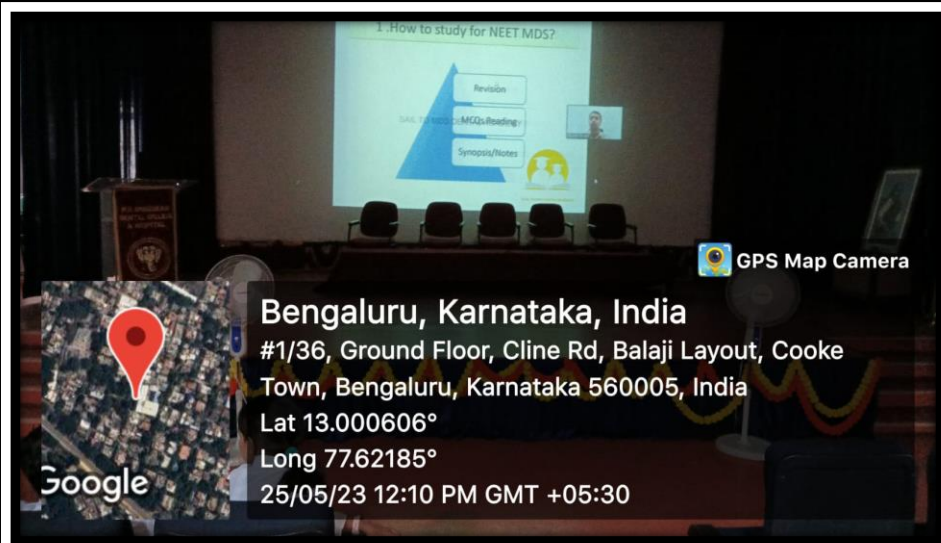 1 .How to study for NEET MDS?
Revision
MCQs Reading
Synopsis/Notes
GPS Map Camera
Google
Bengaluru, Karnataka, India
#1/36, Ground Floor, Cline Rd, Balaji Layout, Cooke
Town, Bengaluru, Karnataka 560005, India
Lat 13.000606°
Long 77.62185°
25/05/23 12:10 PM GMT +05:30